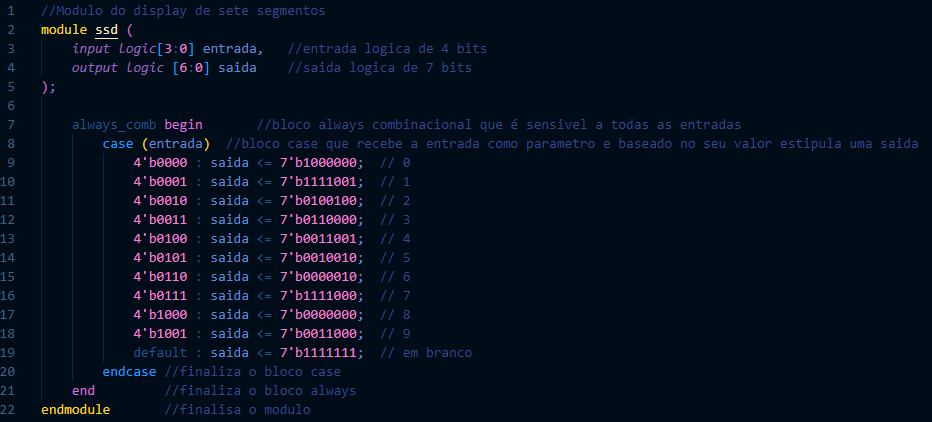 1 //Modulo do display de sete segmentos
2 module ssd (
3 input logic[3:0] entrada, //entrada logica de 4 bits
4 output logic [6:0] saida //saida logica de 7 bits
5 );
6
7 always_comb begin //bloco always combinacional que é sensivel a todas as entradas
8 case (entrada) //bloco case que recebe a entrada como parametro e baseado no seu valor estipula uma saida
9 4'b0000 : saida <= 7'b1000000; // 0
10 4'b0001 : saida <= 7'b1111001; // 1
11 4'b0010 : saida <= 7'b0100100; // 2
12 4'b0011 : saida <= 7'b0110000; // 3
13 4'b0100 : saida <= 7'b0011001; // 4
14 4'b0101 : saida <= 7'b0010010; // 5
15 4'b0110 : saida <= 7'b0000010; // 6
16 4'b0111 : saida <= 7'b1111000; // 7
17 4'b1000 : saida <= 7'b0000000; // 8
18 4'b1001 : saida <= 7'b0011000; // 9
19 default : saida <= 7'b1111111; // em branco
20 endcase //finaliza o bloco case
21 end //finaliza o bloco always
22 endmodule //finalisa o modulo